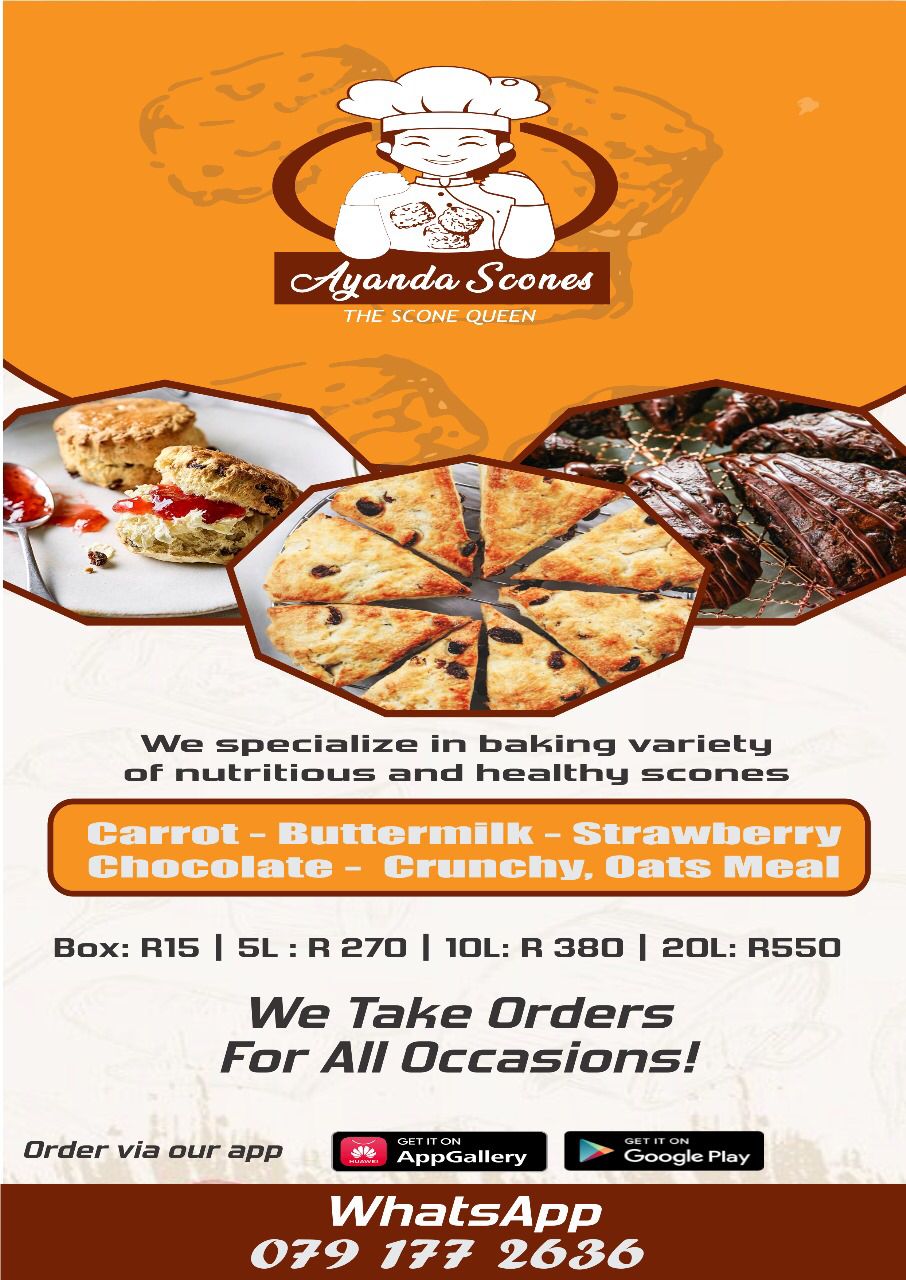 Ayanda Scones
THE SCONE QUEEN
We specialize in baking variety
of nutritious and healthy scones
Carrot - Buttermilk - Strawberry
Chocolate - Crunchy, Oats Meal
Box: R15 | 5L : R 270 | 10L: R 380 | 20L: R550
We Take Orders
For All Occasions!
Order via our app
HUAWEI
GET IT ON
AppGallery
GET IT ON
Google Play
WhatsApp
079 177 2636